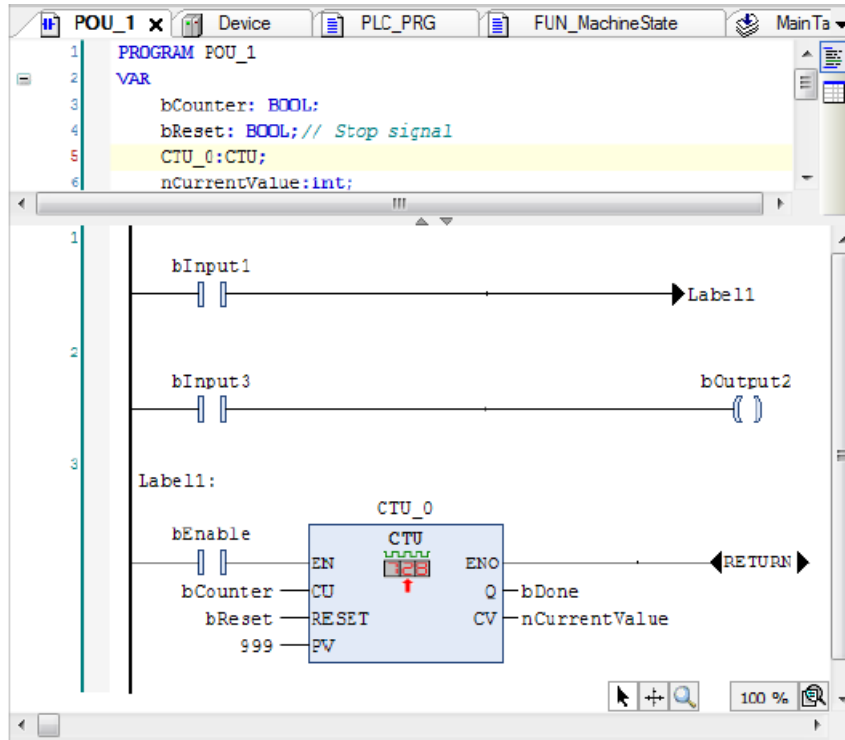 POU_1 x Device PLC_PRG FUN_MachineState MainTa
1 PROGRAM POU_1
2 VAR
3 bCounter: BOOL;
4 bReset: BOOL;// Stop signal
5 CTU_0:CTU;
6 nCurrentValue:int;
1
bInput1
Label1
2
bInput3 bOutput2
3
Label1:
CTU_0
bEnable CTU
EN ENO RETURN
bCounter CU Q bDone
bReset RESET CV nCurrentValue
999 PV
100 %